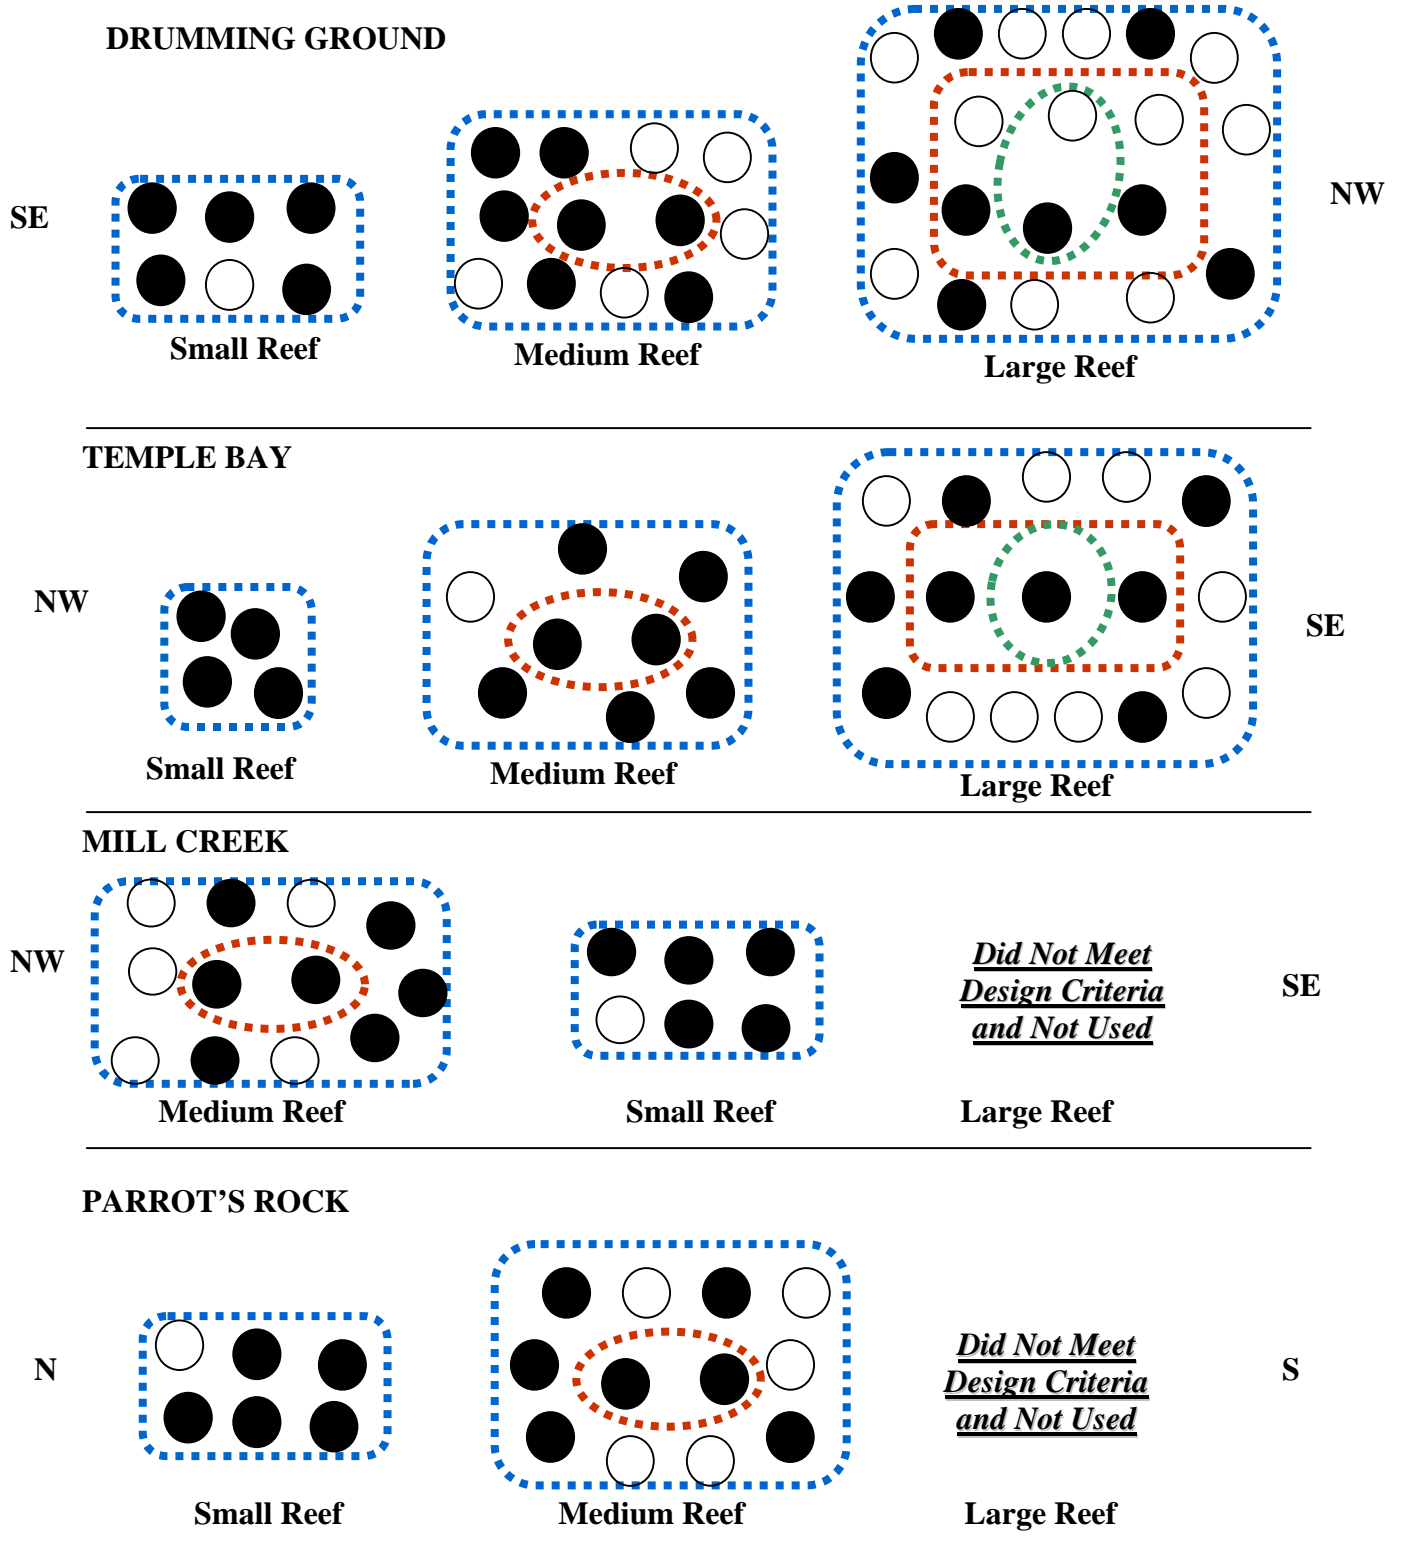 DRUMMING GROUND
SE
NW
Small Reef
Medium Reef
Large Reef
TEMPLE BAY
NW
SE
Small Reef
Medium Reef
Large Reef
MILL CREEK
NW
Did Not Meet
Design Criteria
and Not Used
SE
Medium Reef
Small Reef
Large Reef
PARROT’S ROCK
N
Did Not Meet
Design Criteria
and Not Used
S
Small Reef
Medium Reef
Large Reef